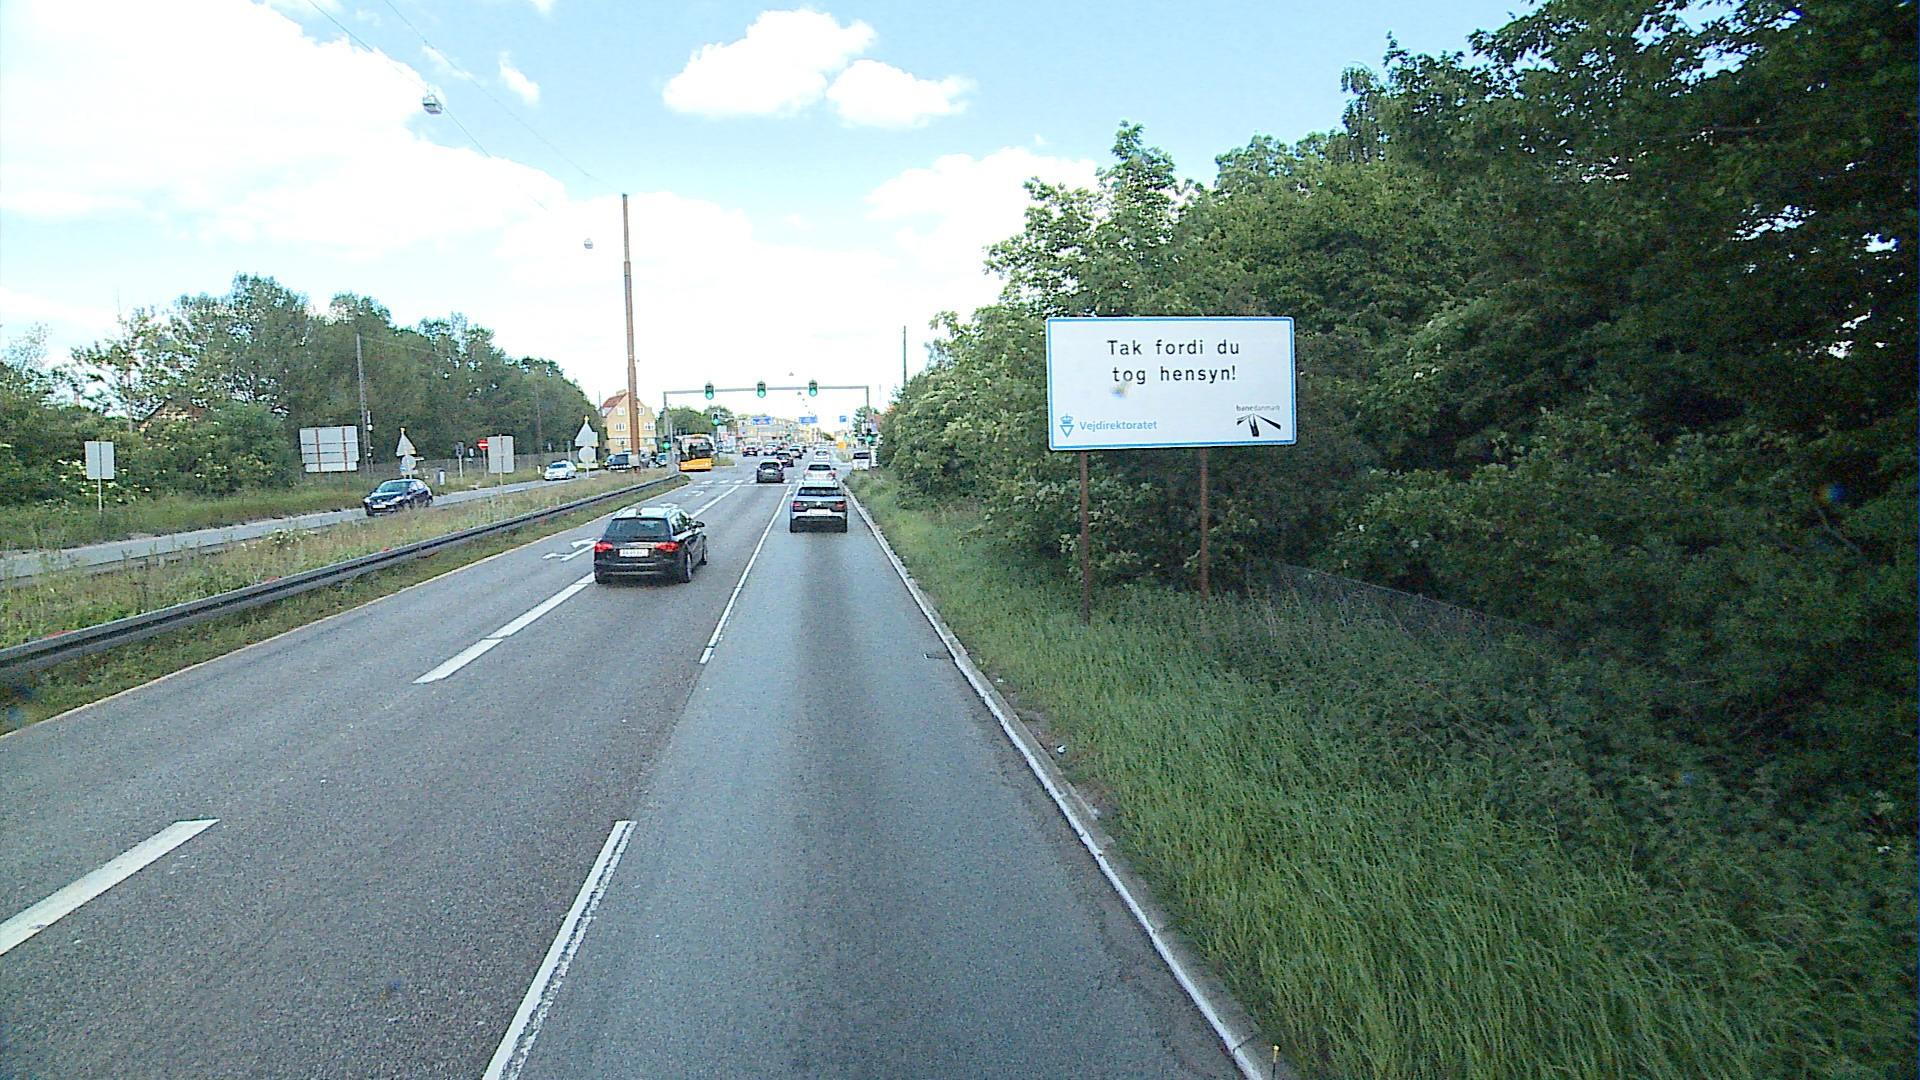 Tak fordi du
tog hensyn!
Vejdirektoratet
banedanmark